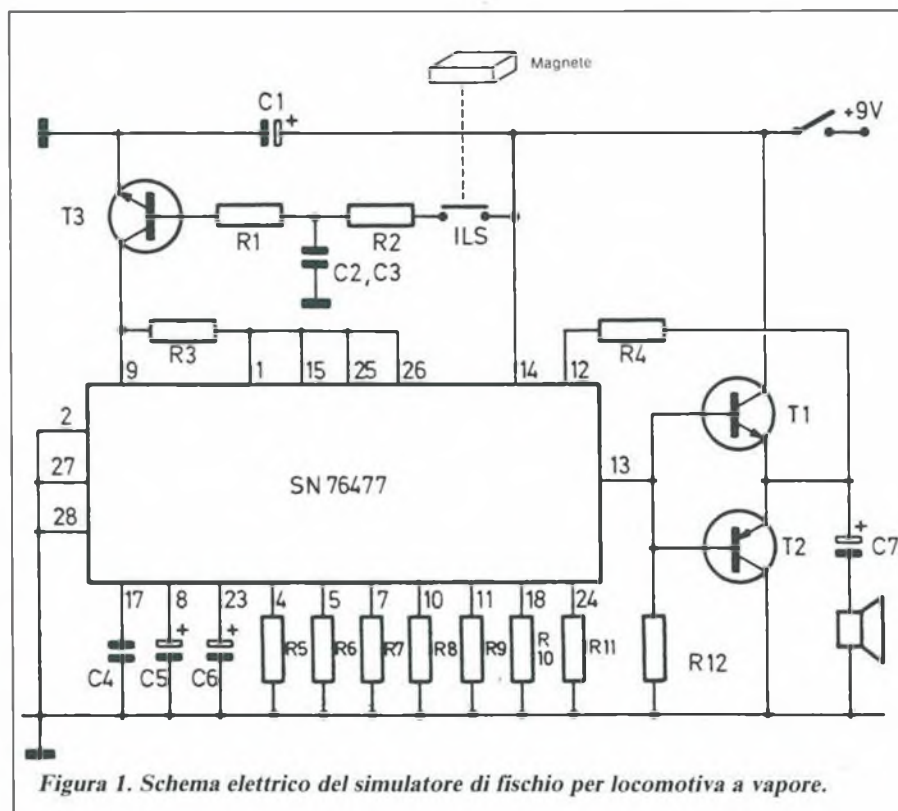 Magnete
C1 +
+9V
T3
R1
R2
ILS
C2, C3
R3
R4
9 1 15 25 26 14 12
2
27
28
SN 76477
13
T1
T2
+
C7
17 8 23 4 5 7 10 11 18 24
+ +
C4 C5 C6 R5 R6 R7 R8 R9 R10 R11
R12
Figura 1. Schema elettrico del simulatore di fischio per locomotiva a vapore.